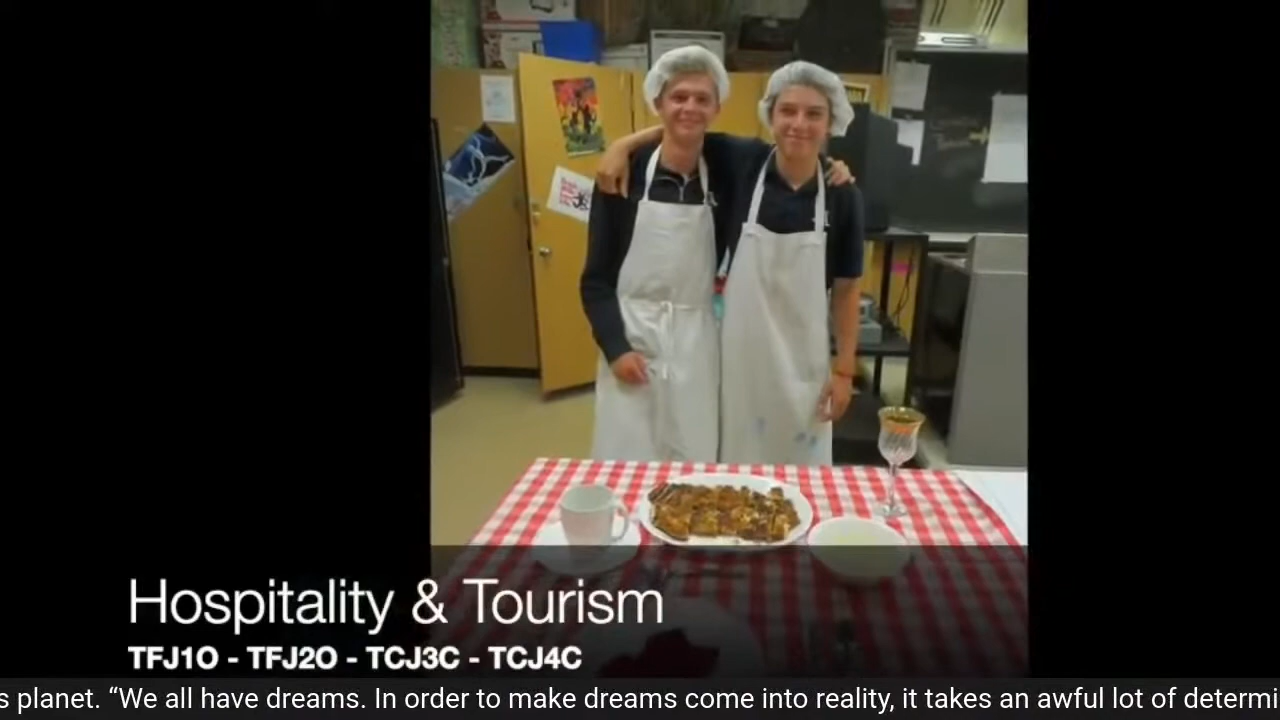 Hospitality & Tourism
TFJ1O - TFJ2O - TCJ3C - TCJ4C
s planet. “We all have dreams. In order to make dreams come into reality, it takes an awful lot of determi